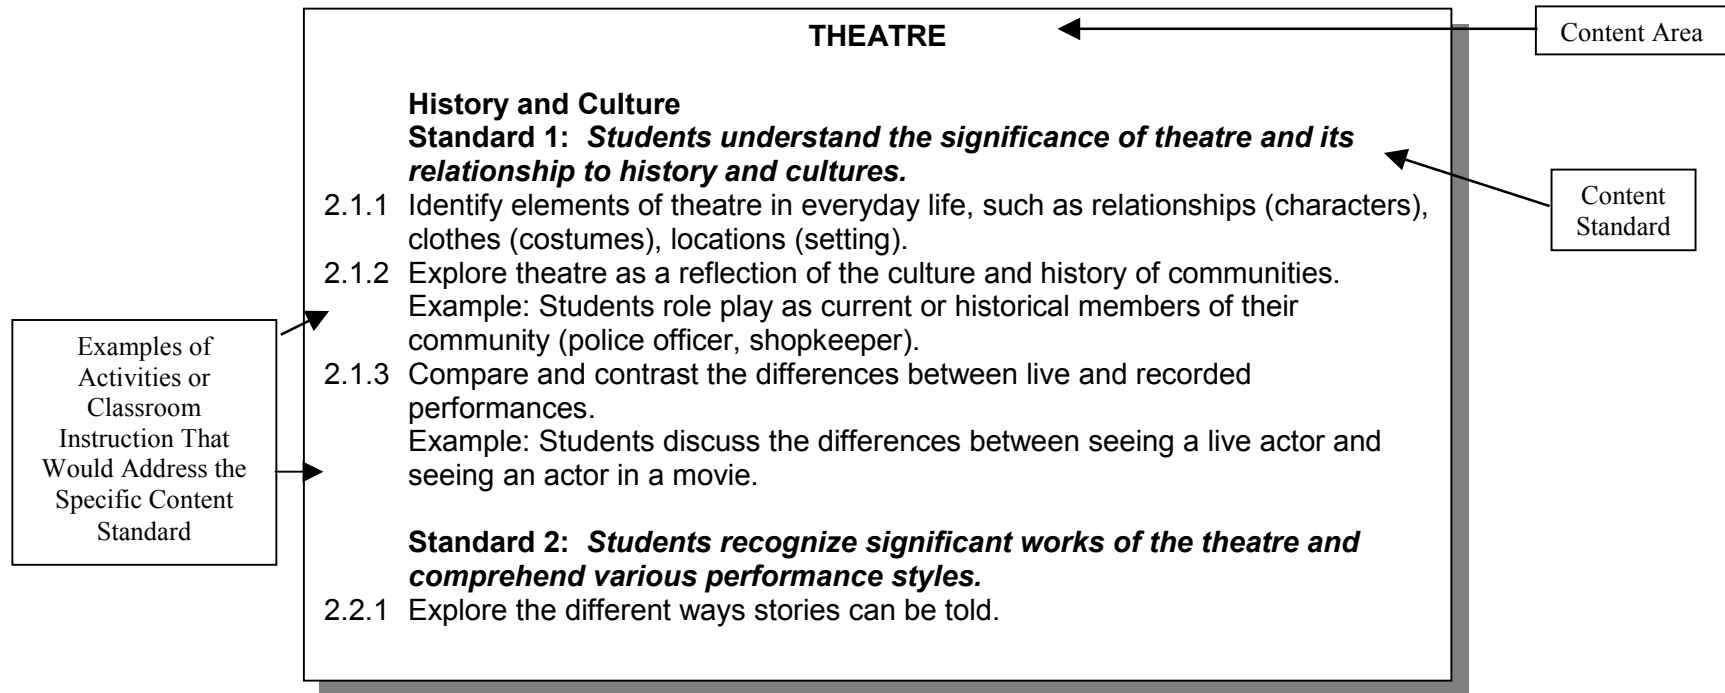 THEATRE
Content Area
History and Culture
Standard 1: Students understand the significance of theatre and its
relationship to history and cultures.
Content
Standard
2.1.1 Identify elements of theatre in everyday life, such as relationships (characters),
clothes (costumes), locations (setting).
2.1.2 Explore theatre as a reflection of the culture and history of communities.
Example: Students role play as current or historical members of their
community (police officer, shopkeeper).
2.1.3 Compare and contrast the differences between live and recorded
performances.
Example: Students discuss the differences between seeing a live actor and
seeing an actor in a movie.
Examples of
Activities or
Classroom
Instruction That
Would Address the
Specific Content
Standard
Standard 2: Students recognize significant works of the theatre and
comprehend various performance styles.
2.2.1 Explore the different ways stories can be told.